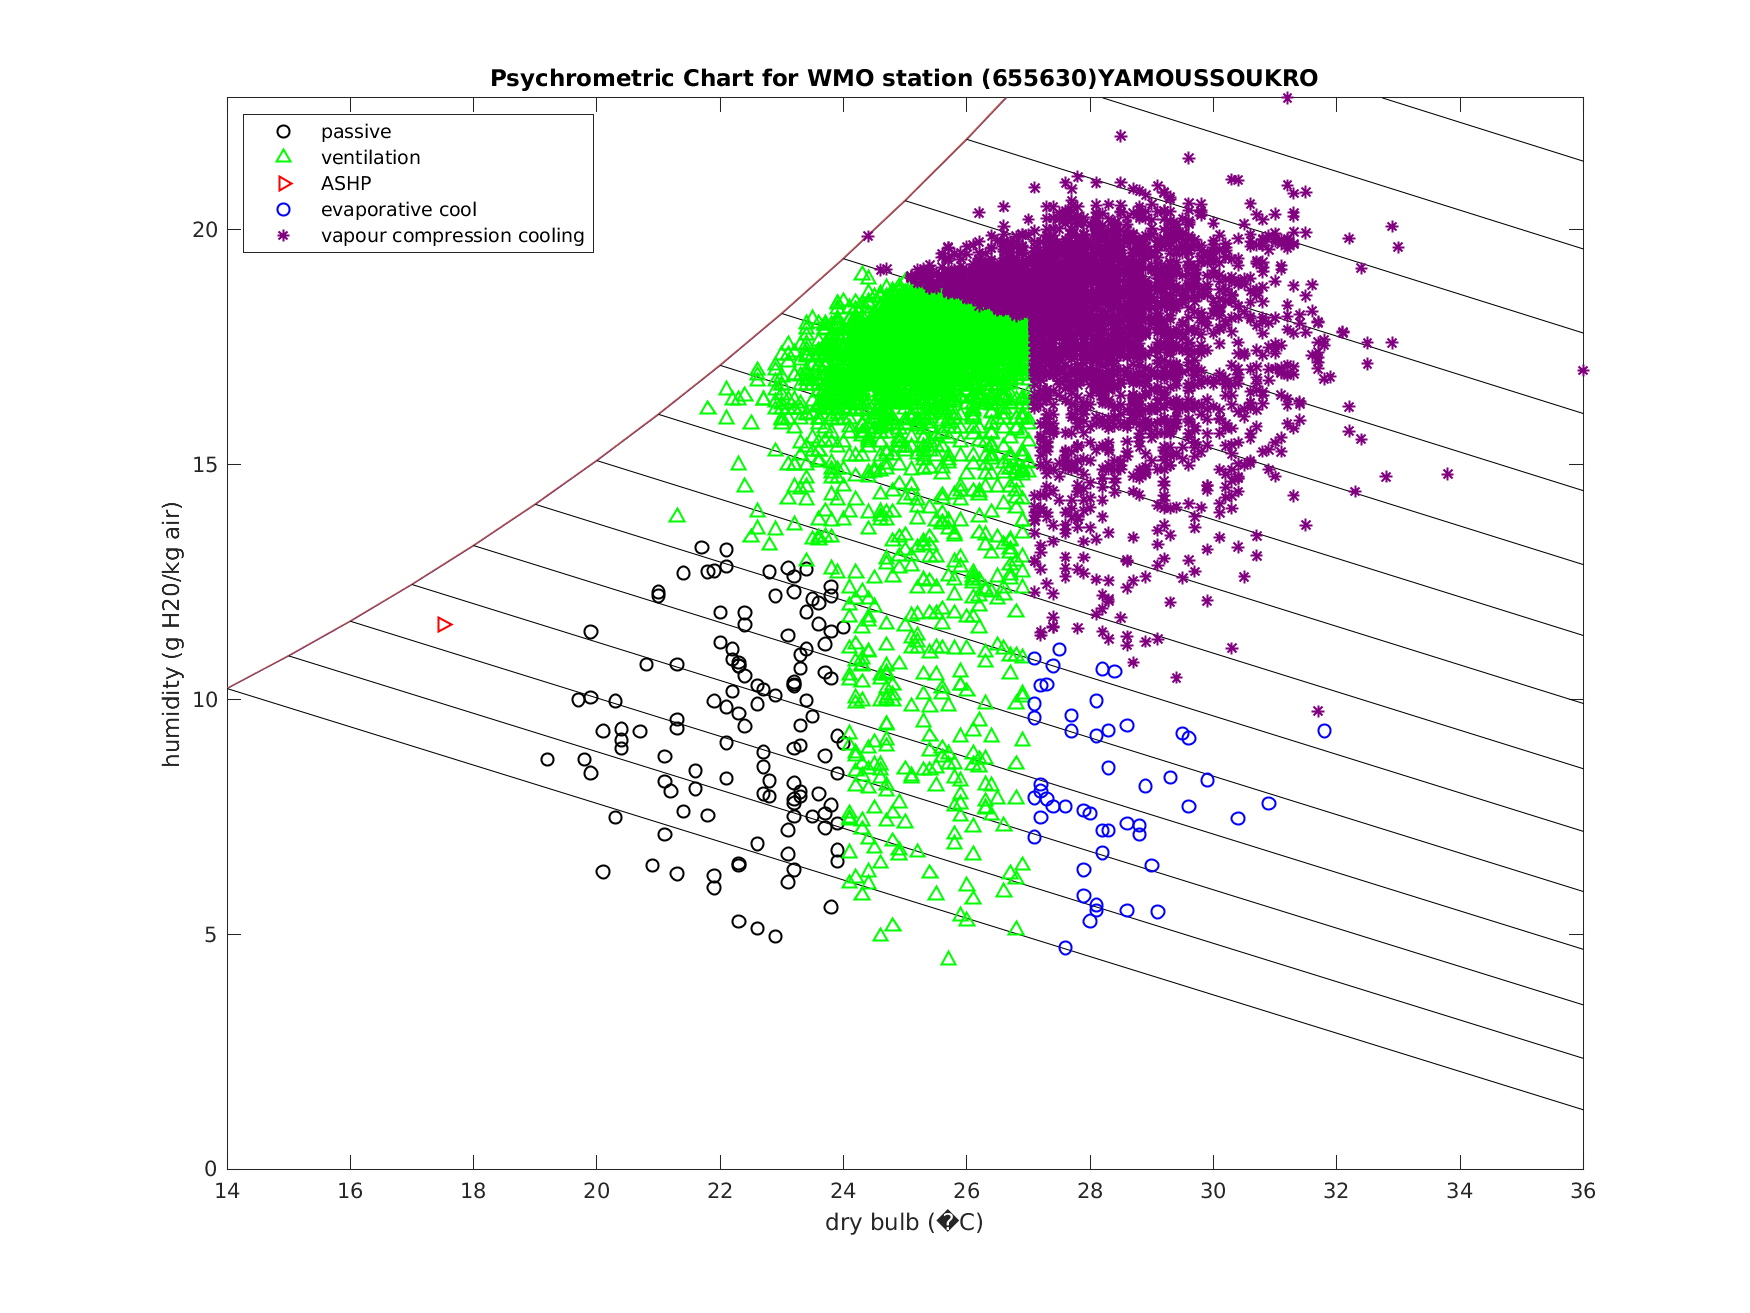 Psychrometric Chart for WMO station (655630)YAMOUSSOUKRO
passive
ventilation
ASHP
evaporative cool
vapour compression cooling
humidity (g H20/kg air)
20
15
10
5
0
14 16 18 20 22 24 26 28 30 32 34 36
dry bulb (�C)